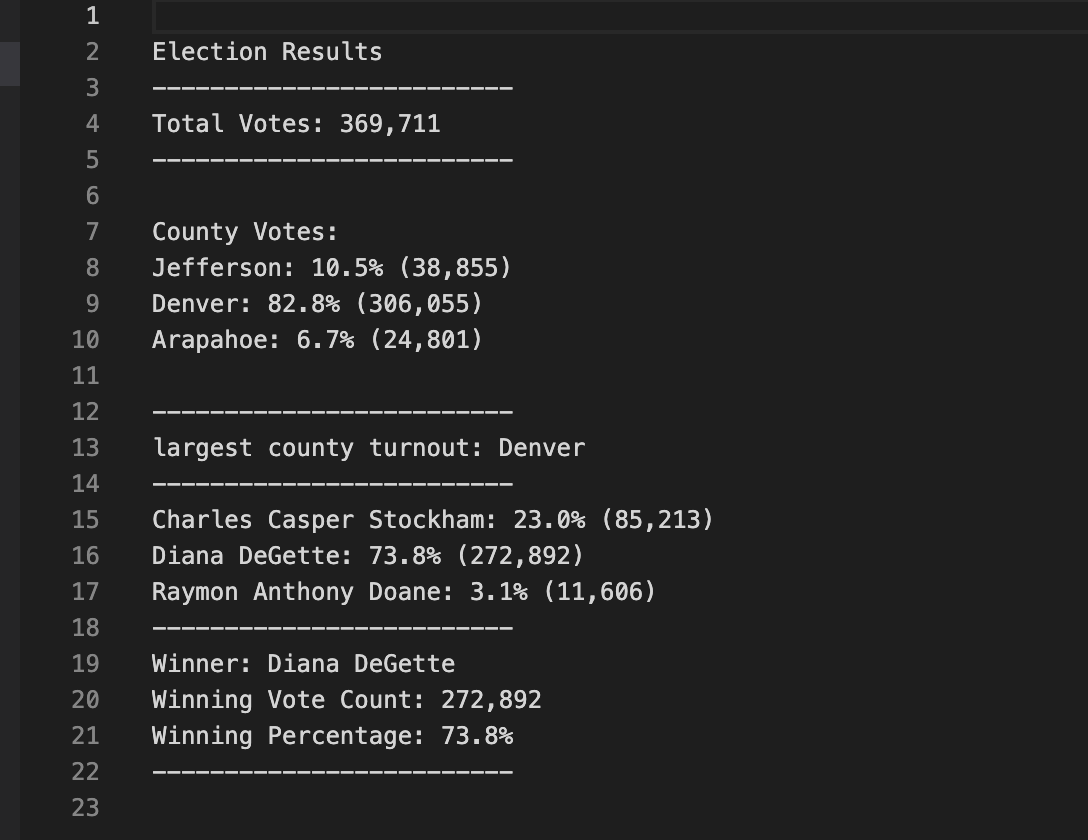 1
2 Election Results
3 -------------------------
4 Total Votes: 369,711
5 -------------------------
6
7 County Votes:
8 Jefferson: 10.5% (38,855)
9 Denver: 82.8% (306,055)
10 Arapahoe: 6.7% (24,801)
11
12 -------------------------
13 largest county turnout: Denver
14 -------------------------
15 Charles Casper Stockham: 23.0% (85,213)
16 Diana DeGette: 73.8% (272,892)
17 Raymon Anthony Doane: 3.1% (11,606)
18 -------------------------
19 Winner: Diana DeGette
20 Winning Vote Count: 272,892
21 Winning Percentage: 73.8%
22 -------------------------
23